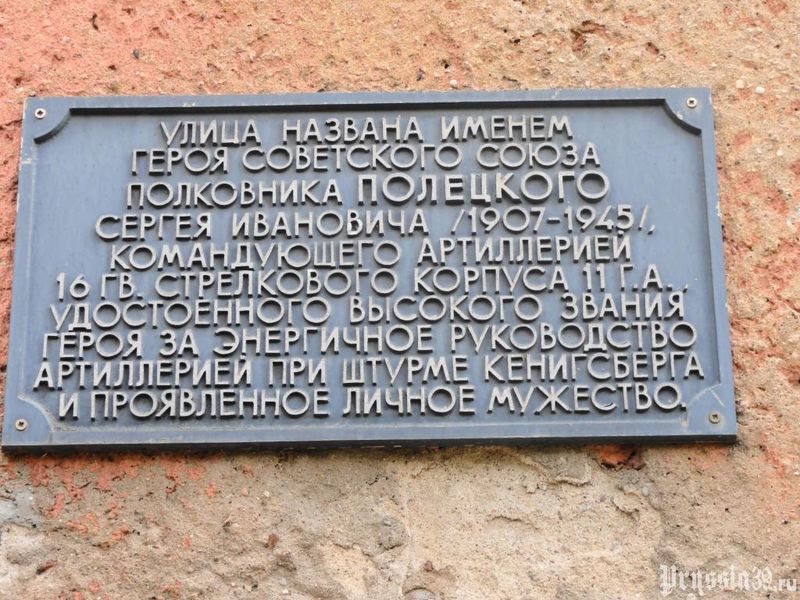 УЛИЦА НАЗВАНА ИМЕНЕМ
ГЕРОЯ СОВЕТСКОГО СОЮЗА
ПОЛКОВНИКА ПОЛЕЦКОГО
СЕРГЕЯ ИВАНОВИЧА /1907-1945/,
КОМАНДУЮЩЕГО АРТИЛЛЕРИЕЙ
16 ГВ. СТРЕЛКОВОГО КОРПУСА 11 Г.А.,
УДОСТОЕННОГО ВЫСОКОГО ЗВАНИЯ
ГЕРОЯ ЗА ЭНЕРГИЧНОЕ РУКОВОДСТВО
АРТИЛЛЕРИЕЙ ПРИ ШТУРМЕ КЕНИГСБЕРГА
И ПРОЯВЛЕННОЕ ЛИЧНОЕ МУЖЕСТВО.
Prussia39.ru